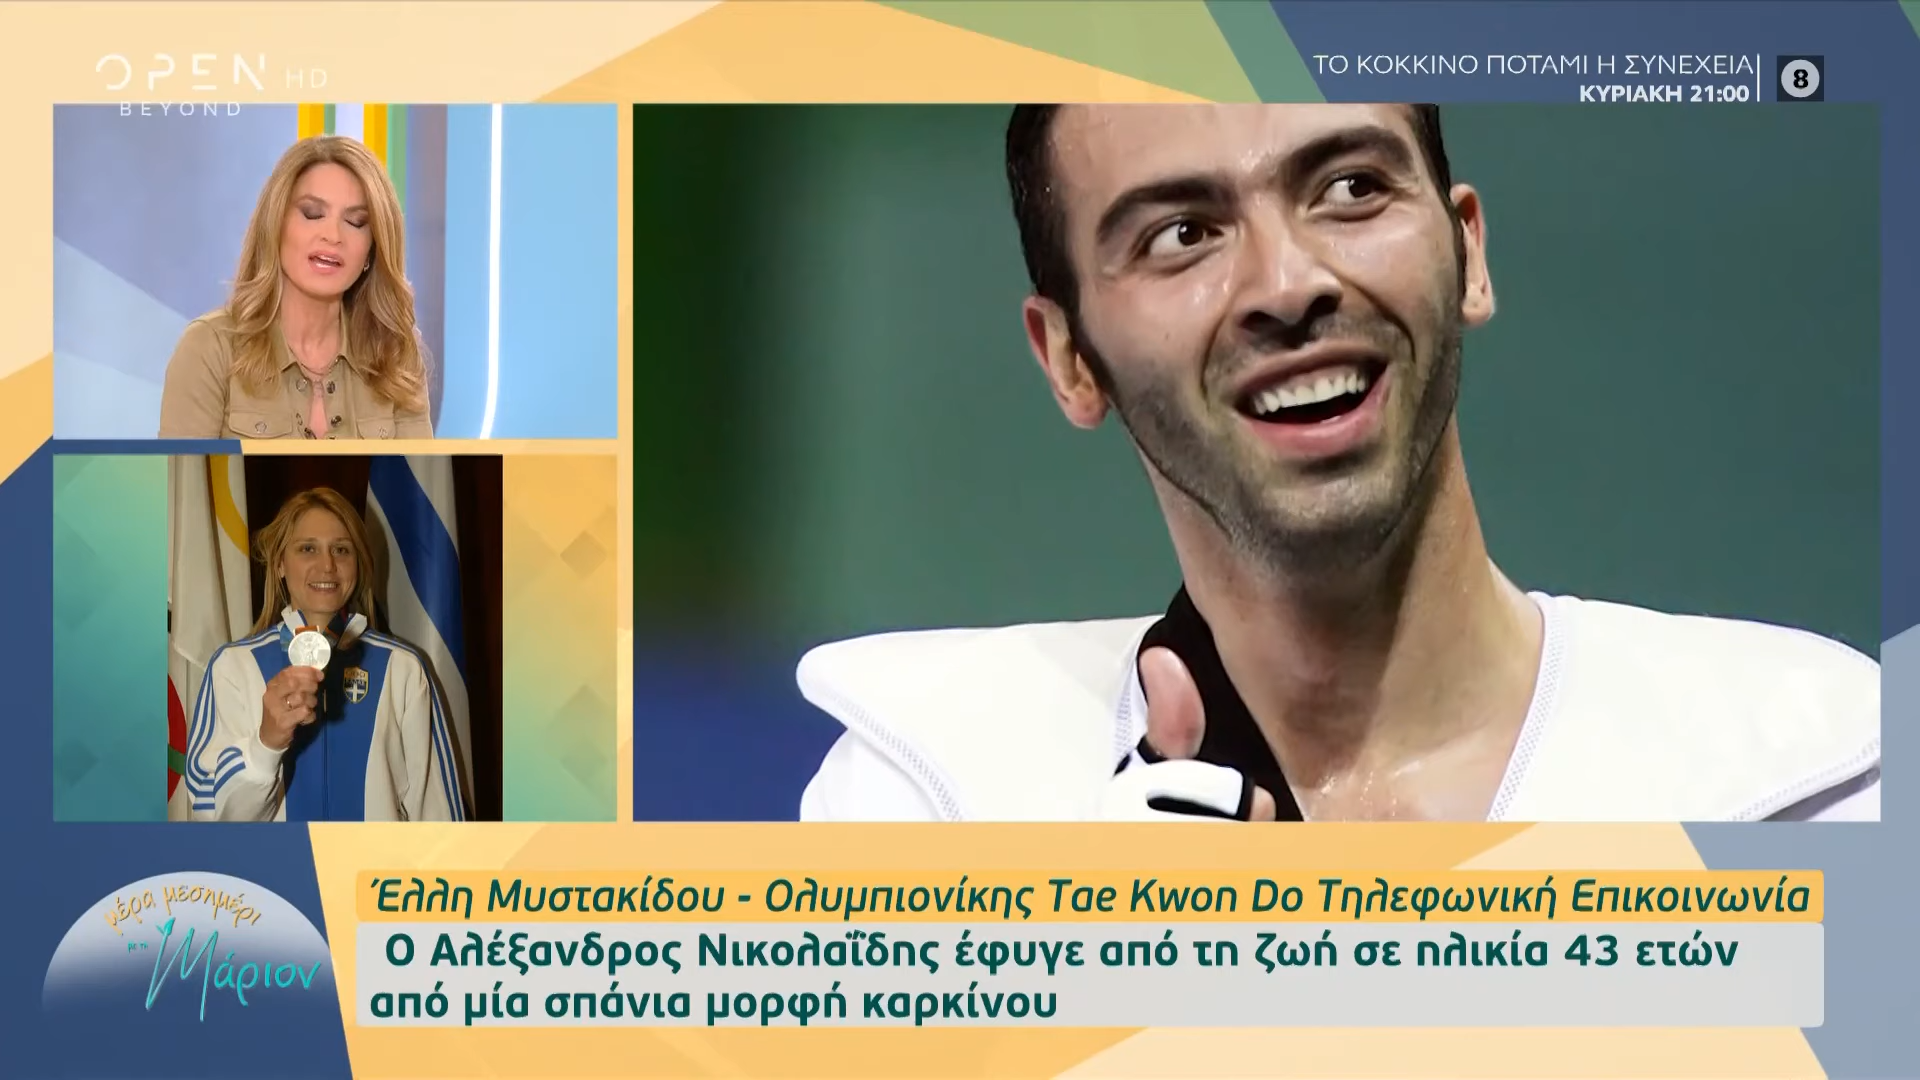 OPEN HD
BEYOND
ΤΟ ΚΟΚΚΙΝΟ ΠΟΤΑΜΙ Η ΣΥΝΕΧΕΙΑ
ΚΥΡΙΑΚΗ 21:00
8
μέρα μεσημέρι
με τη
Μάριον
Έλλη Μυστακίδου - Ολυμπιονίκης Tae Kwon Do Τηλεφωνική Επικοινωνία
Ο Αλέξανδρος Νικολαΐδης έφυγε από τη ζωή σε ηλικία 43 ετών
από μία σπάνια μορφή καρκίνου